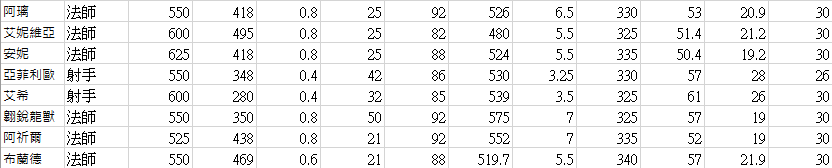 阿璃 法師 550 418 0.8 25 92 526 6.5 330 53 20.9 30
艾妮維亞 法師 600 495 0.8 25 82 480 5.5 325 51.4 21.2 30
安妮 法師 625 418 0.8 25 88 524 5.5 335 50.4 19.2 30
亞菲利歐 射手 550 348 0.4 42 86 530 3.25 330 57 28 26
艾希 射手 600 280 0.4 32 85 539 3.5 325 61 26 30
翱銳龍獸 法師 550 350 0.8 50 92 575 7 325 57 19 30
阿祈爾 法師 525 438 0.8 21 92 552 7 335 52 19 30
布蘭德 法師 550 469 0.6 21 88 519.7 5.5 340 57 21.9 30